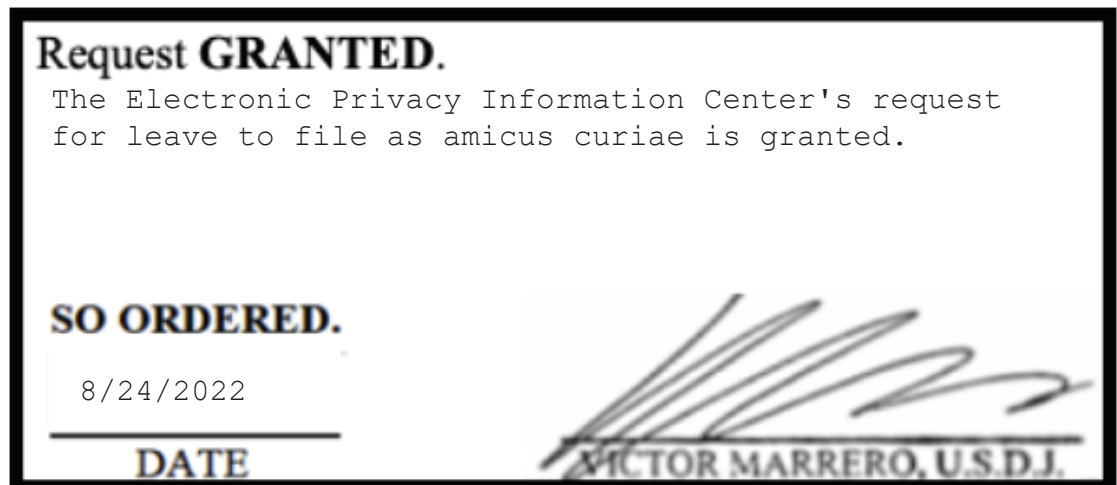 Request GRANTED.
The Electronic Privacy Information Center's request
for leave to file as amicus curiae is granted.
SO ORDERED.
8/24/2022
DATE
VICTOR MARRERO, U.S.D.J.